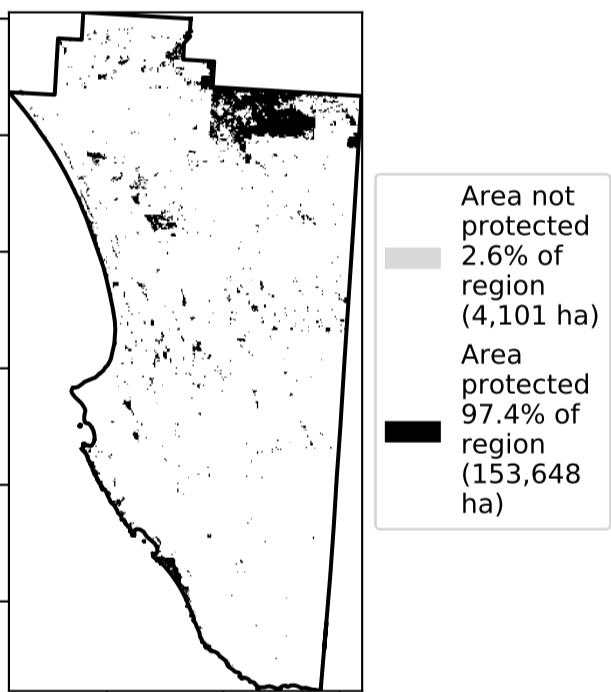 Area not
protected
2.6% of
region
(4,101 ha)
Area
protected
97.4% of
region
(153,648
ha)